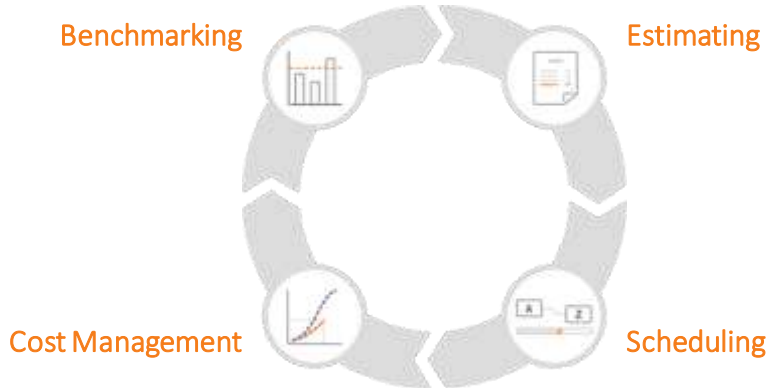 Benchmarking
Estimating
A
Z
Cost Management
Scheduling